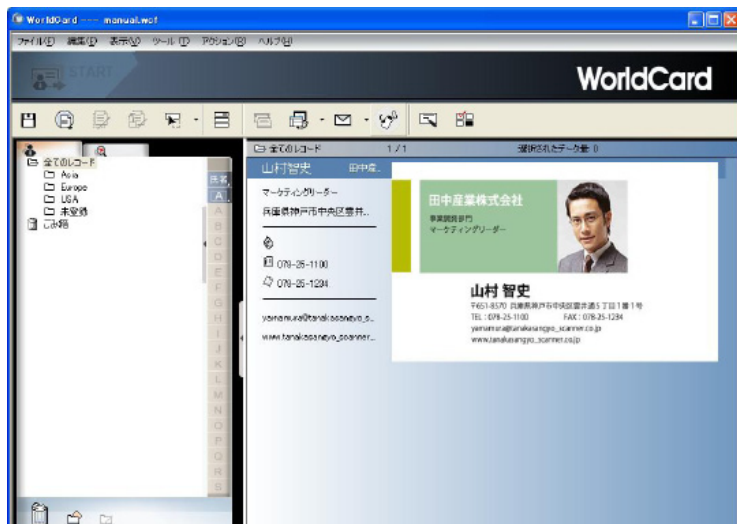 WorldCard --- manual.wcf
ファイル(F) 編集(E) 表示(V) ツール(T) アクション(B) ヘルプ(H)
START
WorldCard
全てのレコード 1 / 1 選択されたデータ量: 0
全てのレコード
Asia
Europe
USA
未登録
ごみ箱
氏名
A
A
B
C
D
E
F
G
H
I
J
K
L
M
N
O
P
Q
R
S
山村智史 田中産..
マーケティングリーダー
兵庫県神戸市中央区雲井...
078-25-1100
078-25-1234
yamamura@tanakasangyo_s..
www.tanakasangyo_scanner...
田中産業株式会社
事業開発部門
マーケティングリーダー
山村 智史
〒651-8570 兵庫県神戸市中央区雲井通5丁目1番1号
TEL : 078-25-1100 FAX : 078-25-1234
yamamura@tanakasangyo_scanner.co.jp
www.tanakasangyo_scanner.co.jp